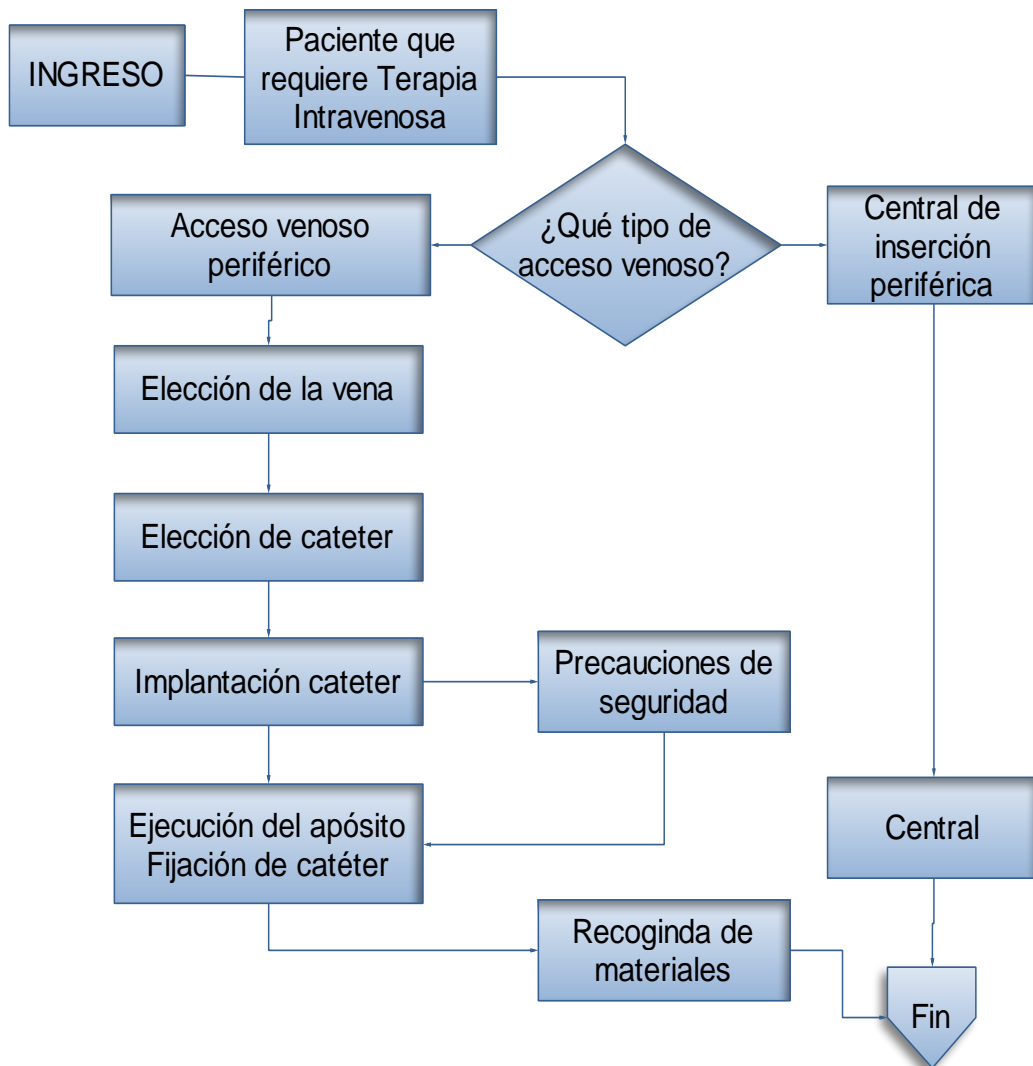 INGRESO
Paciente que
requiere Terapia
Intravenosa
¿Qué tipo de
acceso venoso?
Acceso venoso
periférico
Central de
inserción
periférica
Elección de la vena
Elección de cateter
Implantación cateter
Precauciones de
seguridad
Ejecución del apósito
Fijación de catéter
Central
Recoginda de
materiales
Fin